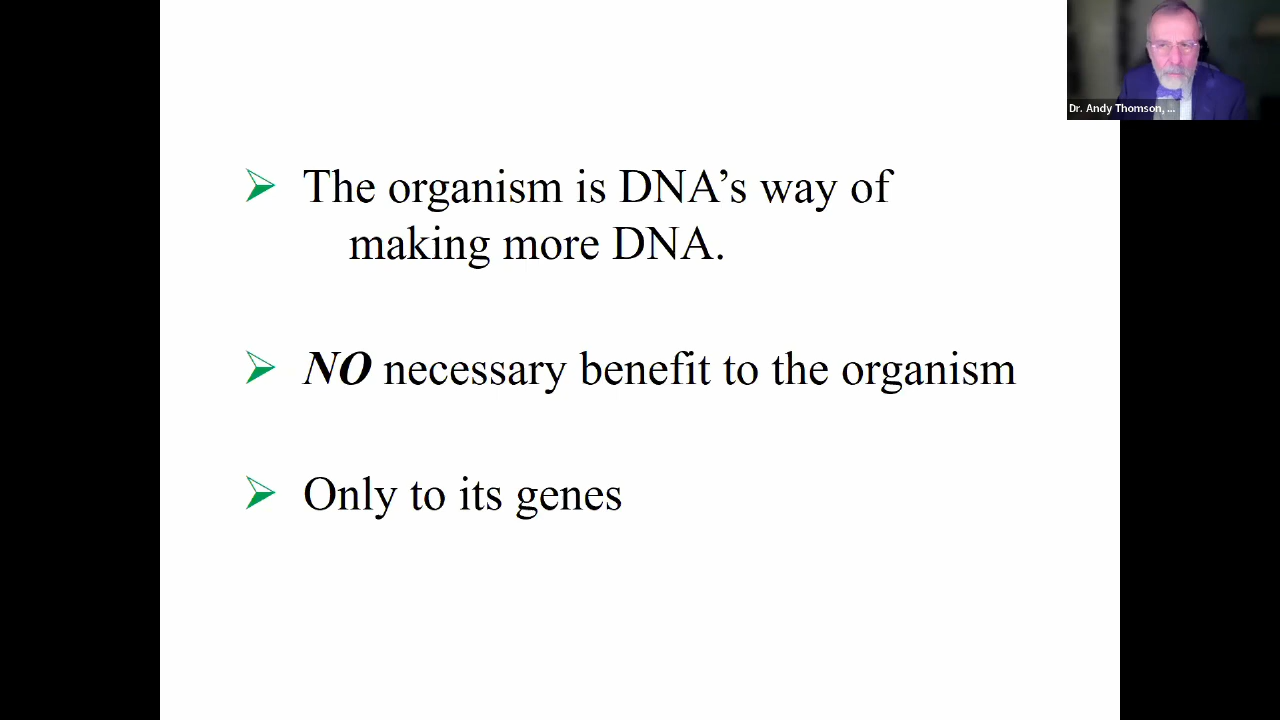 Dr. Andy Thomson, ...
The organism is DNA’s way of
making more DNA.
NO necessary benefit to the organism
Only to its genes